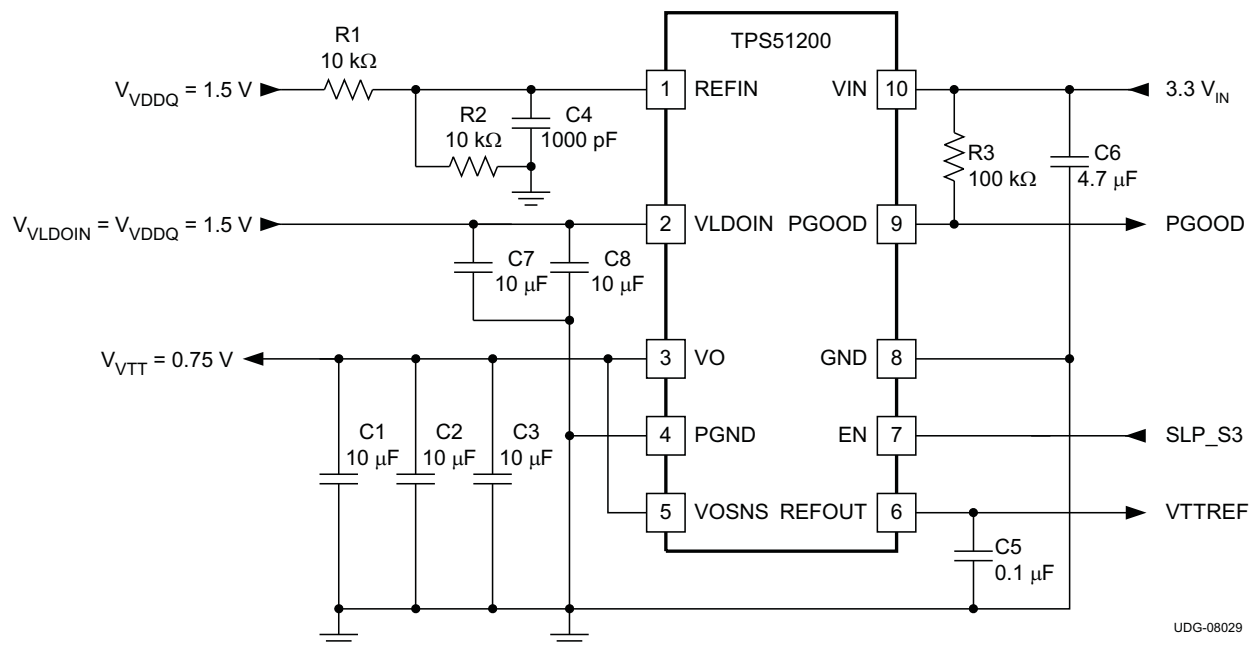 R1
10 kΩ
V_VDDQ = 1.5 V
R2
10 kΩ
C4
1000 pF
TPS51200
1 REFIN
VIN 10
3.3 V_IN
R3
100 kΩ
C6
4.7 μF
V_VLDOIN = V_VDDQ = 1.5 V
2 VLDOIN
PGOOD 9
PGOOD
C7
10 μF
C8
10 μF
V_VTT = 0.75 V
3 VO
GND 8
C1
10 μF
C2
10 μF
C3
10 μF
4 PGND
EN 7
SLP_S3
5 VOSNS
REFOUT 6
VTTREF
C5
0.1 μF
UDG-08029